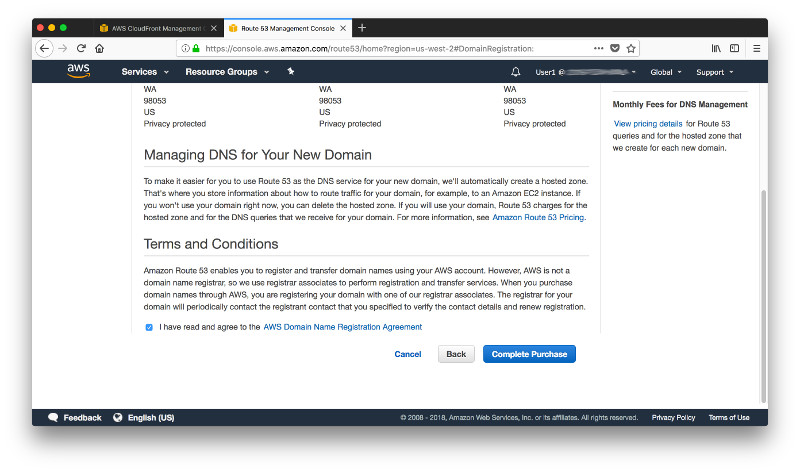 AWS CloudFront Management
Route 53 Management Console
https://console.aws.amazon.com/route53/home?region=us-west-2#DomainRegistration:
aws
Services
Resource Groups
User1 @
Global
Support
WA
98053
US
Privacy protected
WA
98053
US
Privacy protected
WA
98053
US
Privacy protected
Monthly Fees for DNS Management
View pricing details for Route 53
queries and for the hosted zone that
we create for each new domain.
Managing DNS for Your New Domain
To make it easier for you to use Route 53 as the DNS service for your new domain, we'll automatically create a hosted zone.
That's where you store information about how to route traffic for your domain, for example, to an Amazon EC2 instance. If
you won't use your domain right now, you can delete the hosted zone. If you will use your domain, Route 53 charges for the
hosted zone and for the DNS queries that we receive for your domain. For more information, see Amazon Route 53 Pricing.
Terms and Conditions
Amazon Route 53 enables you to register and transfer domain names using your AWS account. However, AWS is not a
domain name registrar, so we use registrar associates to perform registration and transfer services. When you purchase
domain names through AWS, you are registering your domain with one of our registrar associates. The registrar for your
domain will periodically contact the registrant contact that you specified to verify the contact details and renew registration.
I have read and agree to the AWS Domain Name Registration Agreement
Cancel
Back
Complete Purchase
Feedback
English (US)
© 2008 - 2018, Amazon Web Services, Inc. or its affiliates. All rights reserved.
Privacy Policy
Terms of Use